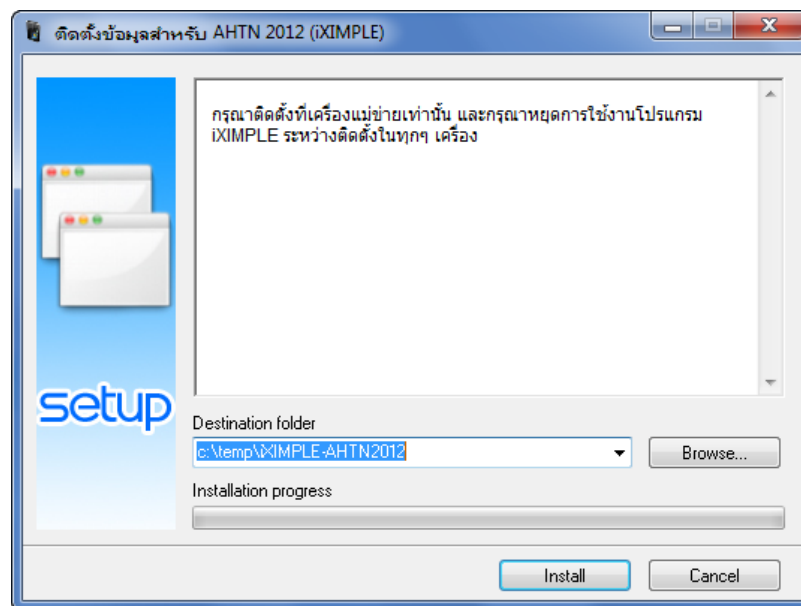 ติดตั้งข้อมูลสำหรับ AHTN 2012 (iXIMPLE)
กรุณาติดตั้งที่เครื่องแม่ข่ายเท่านั้น และกรุณาหยุดการใช้งานโปรแกรม
iXIMPLE ระหว่างติดตั้งในทุกๆ เครื่อง
setup
Destination folder
c:\temp\iXIMPLE-AHTN2012
Browse...
Installation progress
Install
Cancel